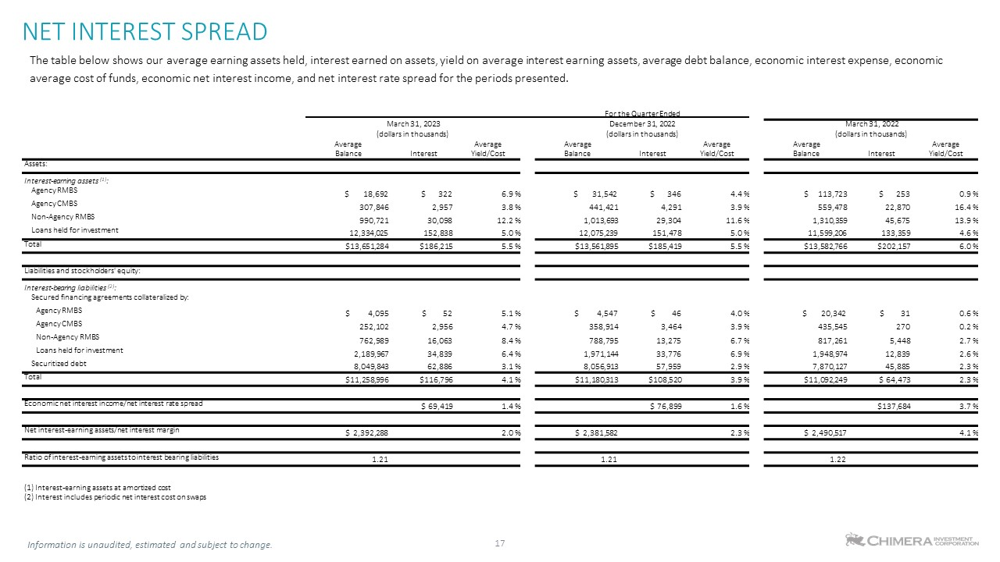 NET INTEREST SPREAD
The table below shows our average earning assets held, interest earned on assets, yield on average interest earning assets, average debt balance, economic interest expense, economic
average cost of funds, economic net interest income, and net interest rate spread for the periods presented.
For the Quarter Ended
March 31, 2023 December 31, 2022 March 31, 2022
(dollars in thousands) (dollars in thousands) (dollars in thousands)
Average Average Average Average Average Average
Balance Interest Yield/Cost Balance Interest Yield/Cost Balance Interest Yield/Cost
Assets:
Interest-earning assets (1):
Agency RMBS $ 18,692 $ 322 6.9 % $ 31,542 $ 346 4.4 % $ 113,723 $ 253 0.9 %
Agency CMBS 307,846 2,957 3.8 % 441,421 4,291 3.9 % 559,478 22,870 16.4 %
Non-Agency RMBS 990,721 30,098 12.2 % 1,013,693 29,304 11.6 % 1,310,359 45,675 13.9 %
Loans held for investment 12,334,025 152,838 5.0 % 12,075,239 151,478 5.0 % 11,599,206 133,359 4.6 %
Total $13,651,284 $186,215 5.5 % $13,561,895 $185,419 5.5 % $13,582,766 $202,157 6.0 %
Liabilities and stockholders' equity:
Interest-bearing liabilities (2):
Secured financing agreements collateralized by:
Agency RMBS $ 4,095 $ 52 5.1 % $ 4,547 $ 46 4.0 % $ 20,342 $ 31 0.6 %
Agency CMBS 252,102 2,956 4.7 % 358,914 3,464 3.9 % 435,545 270 0.2 %
Non-Agency RMBS 762,989 16,063 8.4 % 788,795 13,275 6.7 % 817,261 5,448 2.7 %
Loans held for investment 2,189,967 34,839 6.4 % 1,971,144 33,776 6.9 % 1,948,974 12,839 2.6 %
Securitized debt 8,049,843 62,886 3.1 % 8,056,913 57,959 2.9 % 7,870,127 45,885 2.3 %
Total $11,258,996 $116,796 4.1 % $11,180,313 $108,520 3.9 % $11,092,249 $ 64,473 2.3 %
Economic net interest income/net interest rate spread $ 69,419 1.4 % $ 76,899 1.6 % $137,684 3.7 %
Net interest-earning assets/net interest margin $ 2,392,288 2.0 % $ 2,381,582 2.3 % $ 2,490,517 4.1 %
Ratio of interest-earning assets to interest bearing liabilities 1.21 1.21 1.22
(1) Interest-earning assets at amortized cost
(2) Interest includes periodic net interest cost on swaps
Information is unaudited, estimated and subject to change.
17
CHIMERA INVESTMENT
CORPORATION